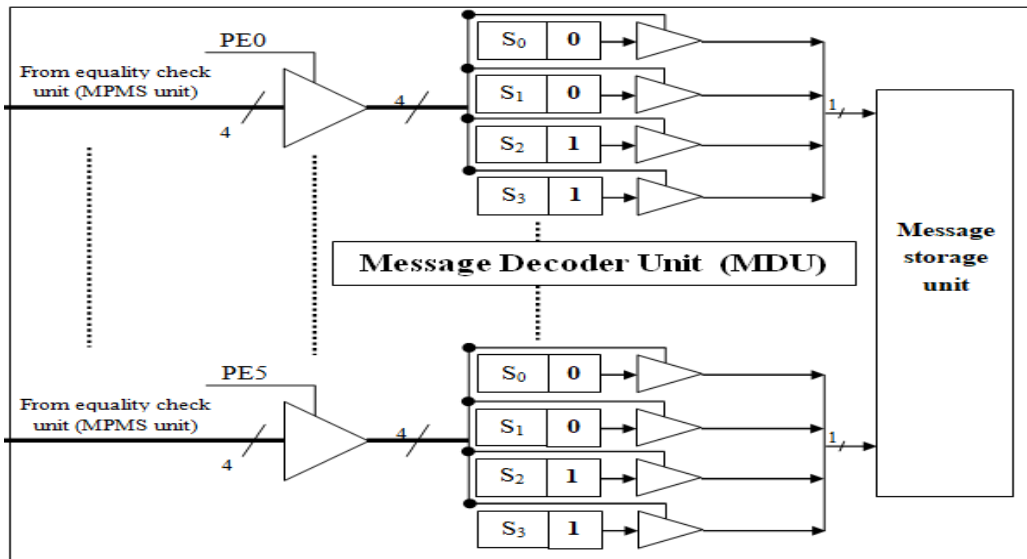 PE0
From equality check
unit (MPMS unit)
4
4
S0 0
S1 0
S2 1
S3 1
1
Message
storage
unit
Message Decoder Unit (MDU)
PE5
From equality check
unit (MPMS unit)
4
4
S0 0
S1 0
S2 1
S3 1
1